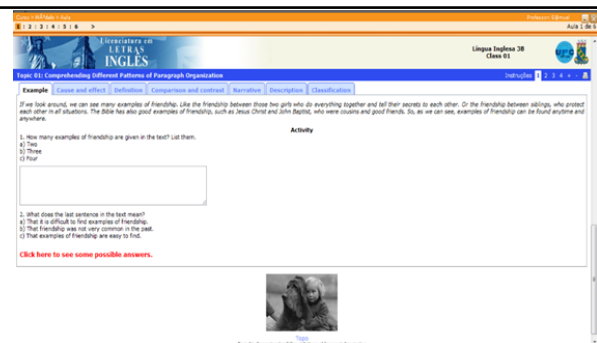 Curso > Módulo > Aula
Professor: Edmual
1 | 2 | 3 | 4 | 5 | 6 >
Aula 1 de 6
Licenciatura em
LETRAS
INGLÊS
Língua Inglesa 3B
Class 01
UFC
Topic 01: Comprehending Different Patterns of Paragraph Organization
Instruções 1 2 3 4 + -
Example Cause and effect Definition Comparison and contrast Narrative Description Classification
If we look around, we can see many examples of friendship. Like the friendship between those two girls who do everything together and tell their secrets to each other. Or the friendship between siblings, who protect
each other in all situations. The Bible has also good examples of friendship, such as Jesus Christ and John Baptist, who were cousins and good friends. So, as we can see, examples of friendship can be found anytime and
anywhere.
Activity
1. How many examples of friendship are given in the text? List them.
a) Two
b) Three
c) Four
2. What does the last sentence in the text mean?
a) That it is difficult to find examples of friendship.
b) That friendship was not very common in the past.
c) That examples of friendship are easy to find.
Click here to see some possible answers.